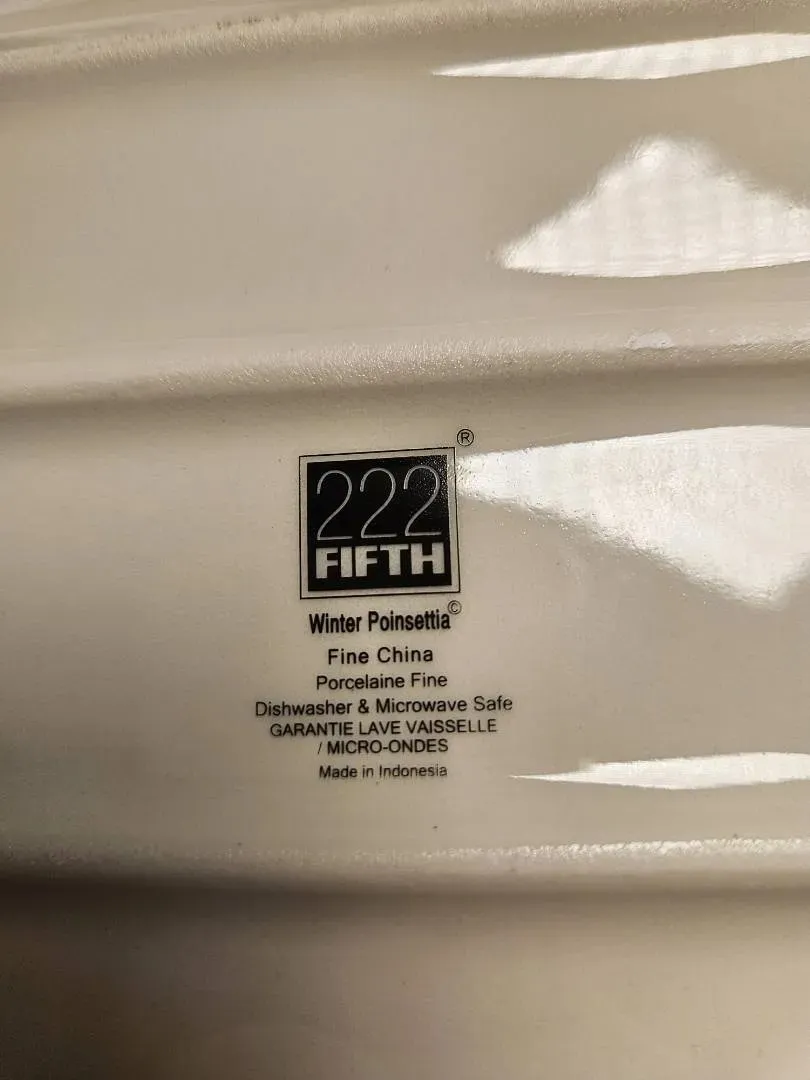 ®
222
FIFTH
Winter Poinsettia©
Fine China
Porcelaine Fine
Dishwasher & Microwave Safe
GARANTIE LAVE VAISSELLE
/ MICRO-ONDES
Made in Indonesia